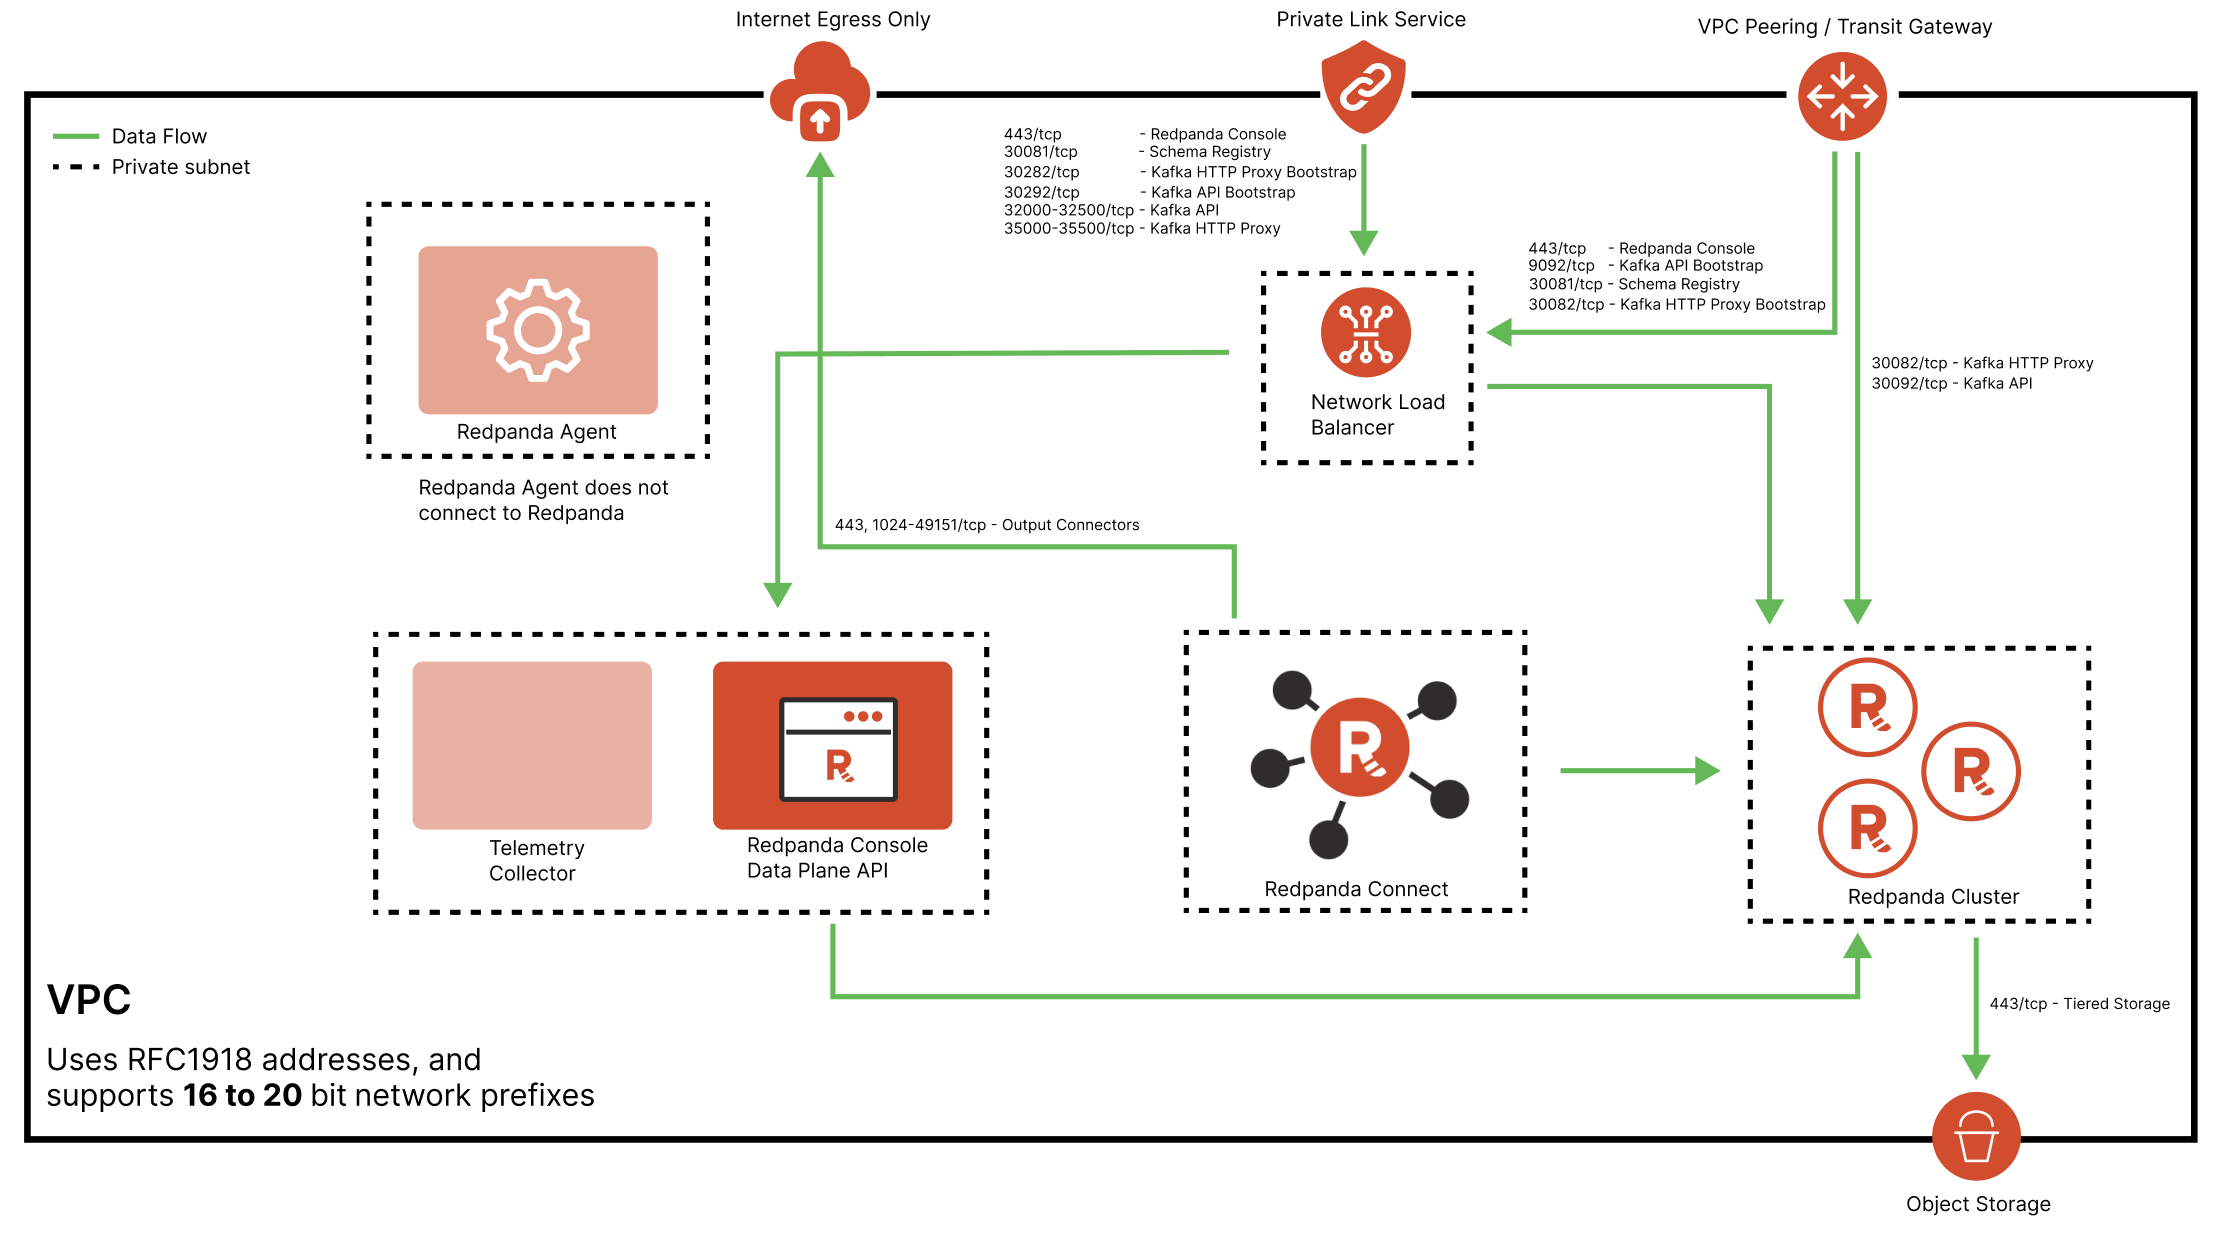 Internet Egress Only
Private Link Service
VPC Peering / Transit Gateway
Data Flow
Private subnet
443/tcp - Redpanda Console
30081/tcp - Schema Registry
30282/tcp - Kafka HTTP Proxy Bootstrap
30292/tcp - Kafka API Bootstrap
32000-32500/tcp - Kafka API
35000-35500/tcp - Kafka HTTP Proxy
443/tcp - Redpanda Console
9092/tcp - Kafka API Bootstrap
30081/tcp - Schema Registry
30082/tcp - Kafka HTTP Proxy Bootstrap
30082/tcp - Kafka HTTP Proxy
30092/tcp - Kafka API
Network Load
Balancer
Redpanda Agent
Redpanda Agent does not
connect to Redpanda
443, 1024-49151/tcp - Output Connectors
R
R
R
R
R
Telemetry
Collector
Redpanda Console
Data Plane API
Redpanda Connect
Redpanda Cluster
VPC
Uses RFC1918 addresses, and
supports 16 to 20 bit network prefixes
443/tcp - Tiered Storage
Object Storage